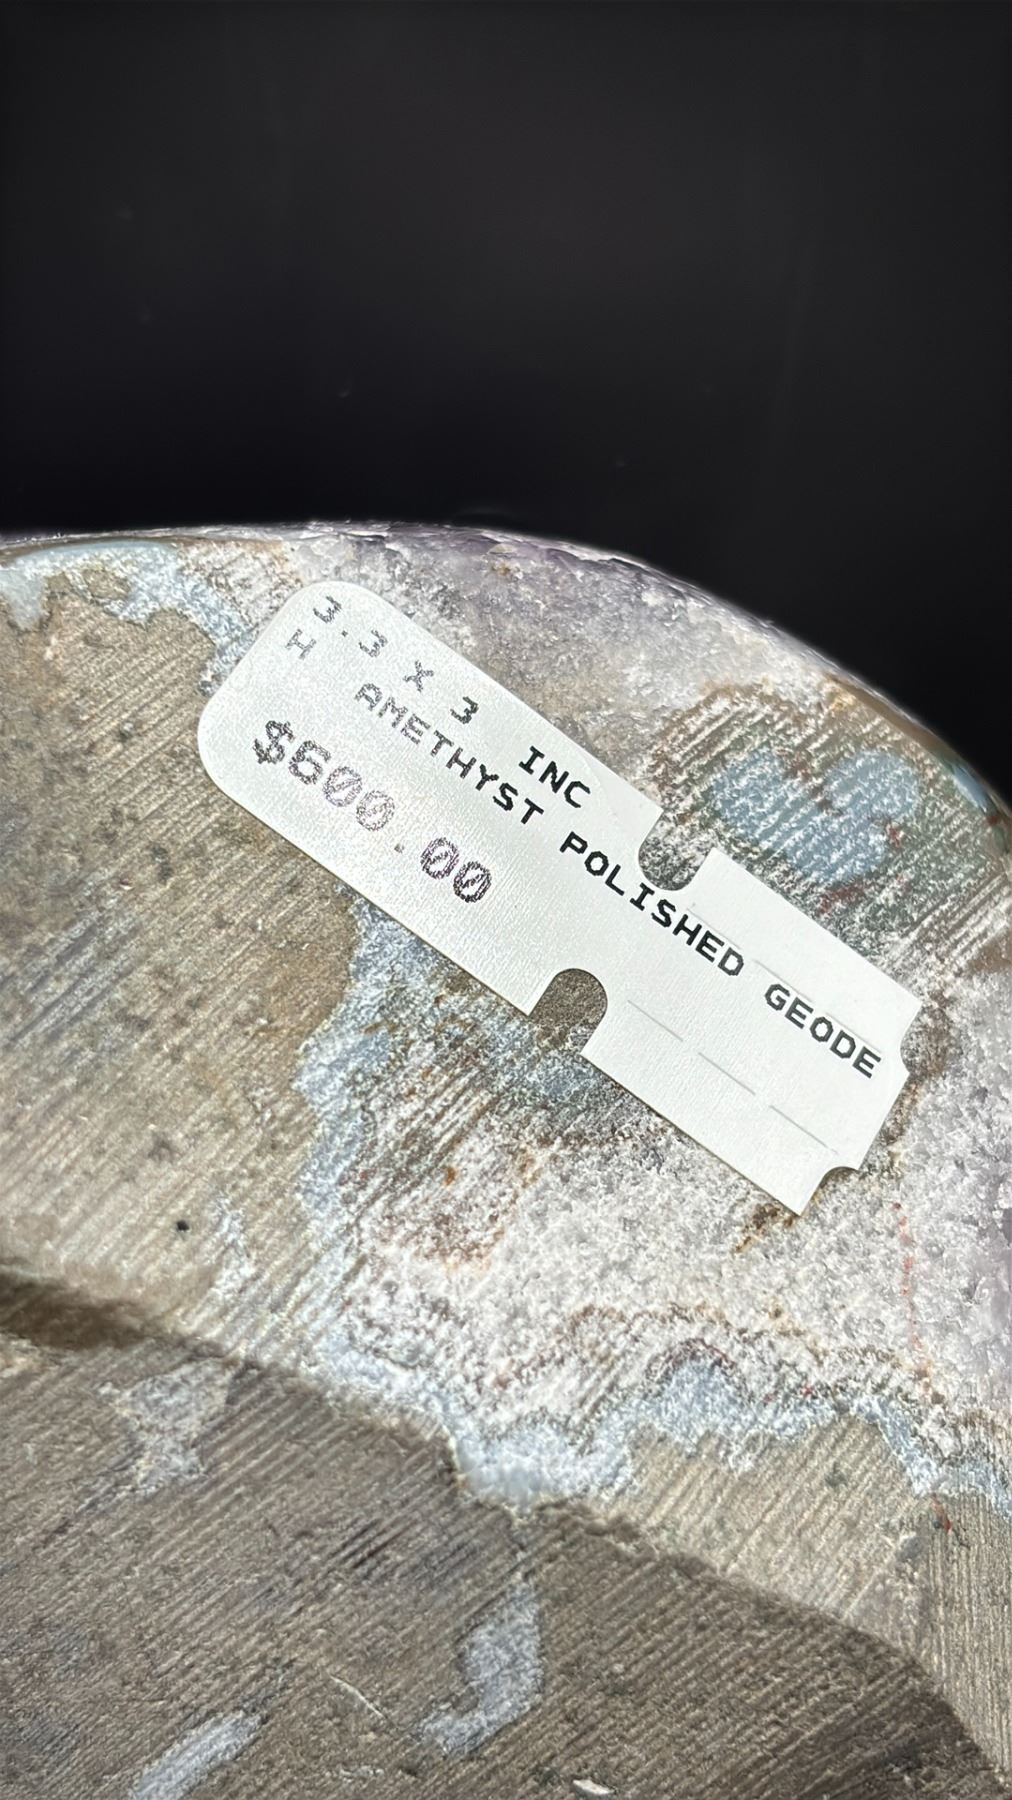 3.3 X 3 INC
H AMETHYST POLISHED GEODE
$600.00